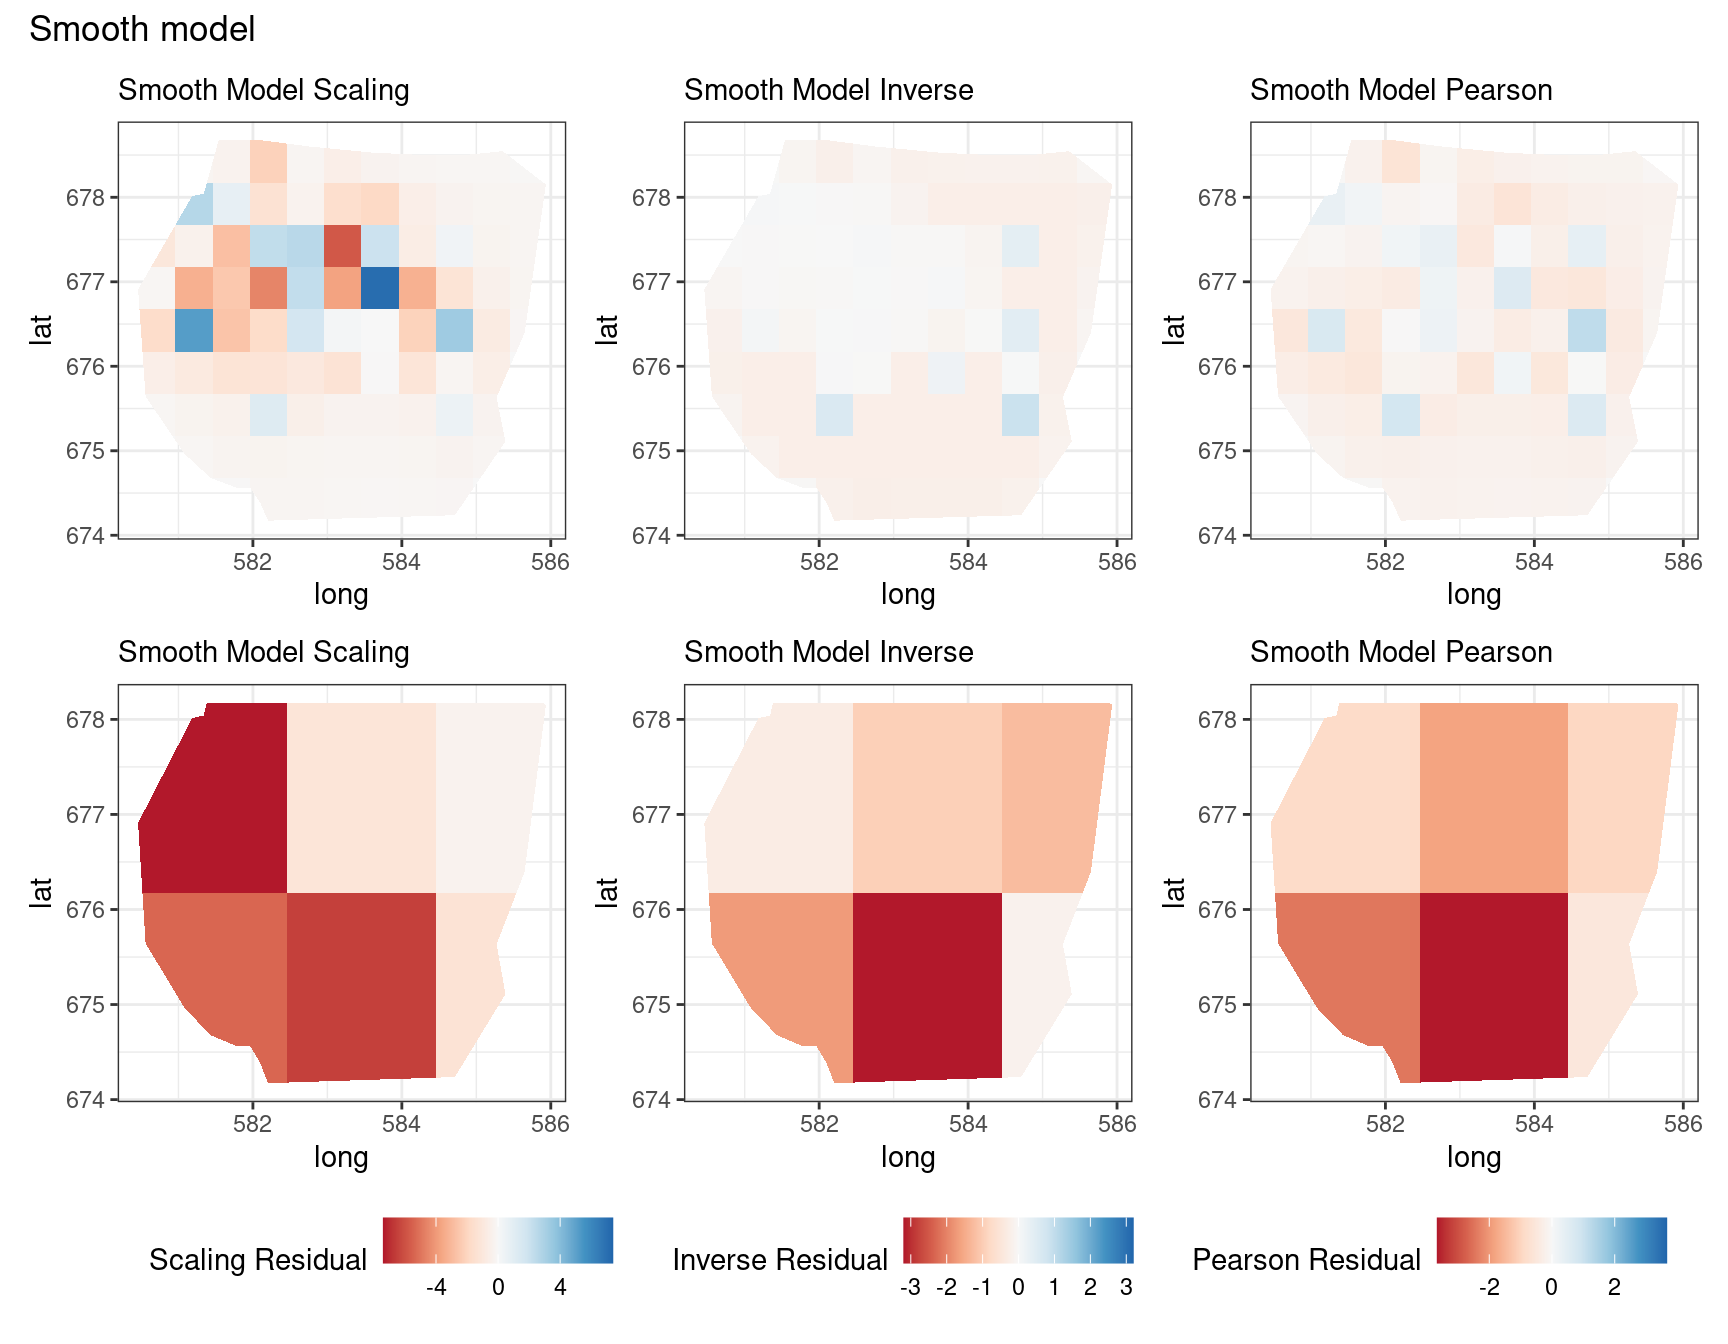 Smooth model
Smooth Model Scaling
Smooth Model Inverse
Smooth Model Pearson
678
677
676
675
674
lat
582
584
586
long
678
677
676
675
674
lat
582
584
586
long
678
677
676
675
674
lat
582
584
586
long
Smooth Model Scaling
Smooth Model Inverse
Smooth Model Pearson
678
677
676
675
674
lat
582
584
586
long
678
677
676
675
674
lat
582
584
586
long
678
677
676
675
674
lat
582
584
586
long
Scaling Residual
-4
0
4
Inverse Residual
-3
-2
-1
0
1
2
3
Pearson Residual
-2
0
2